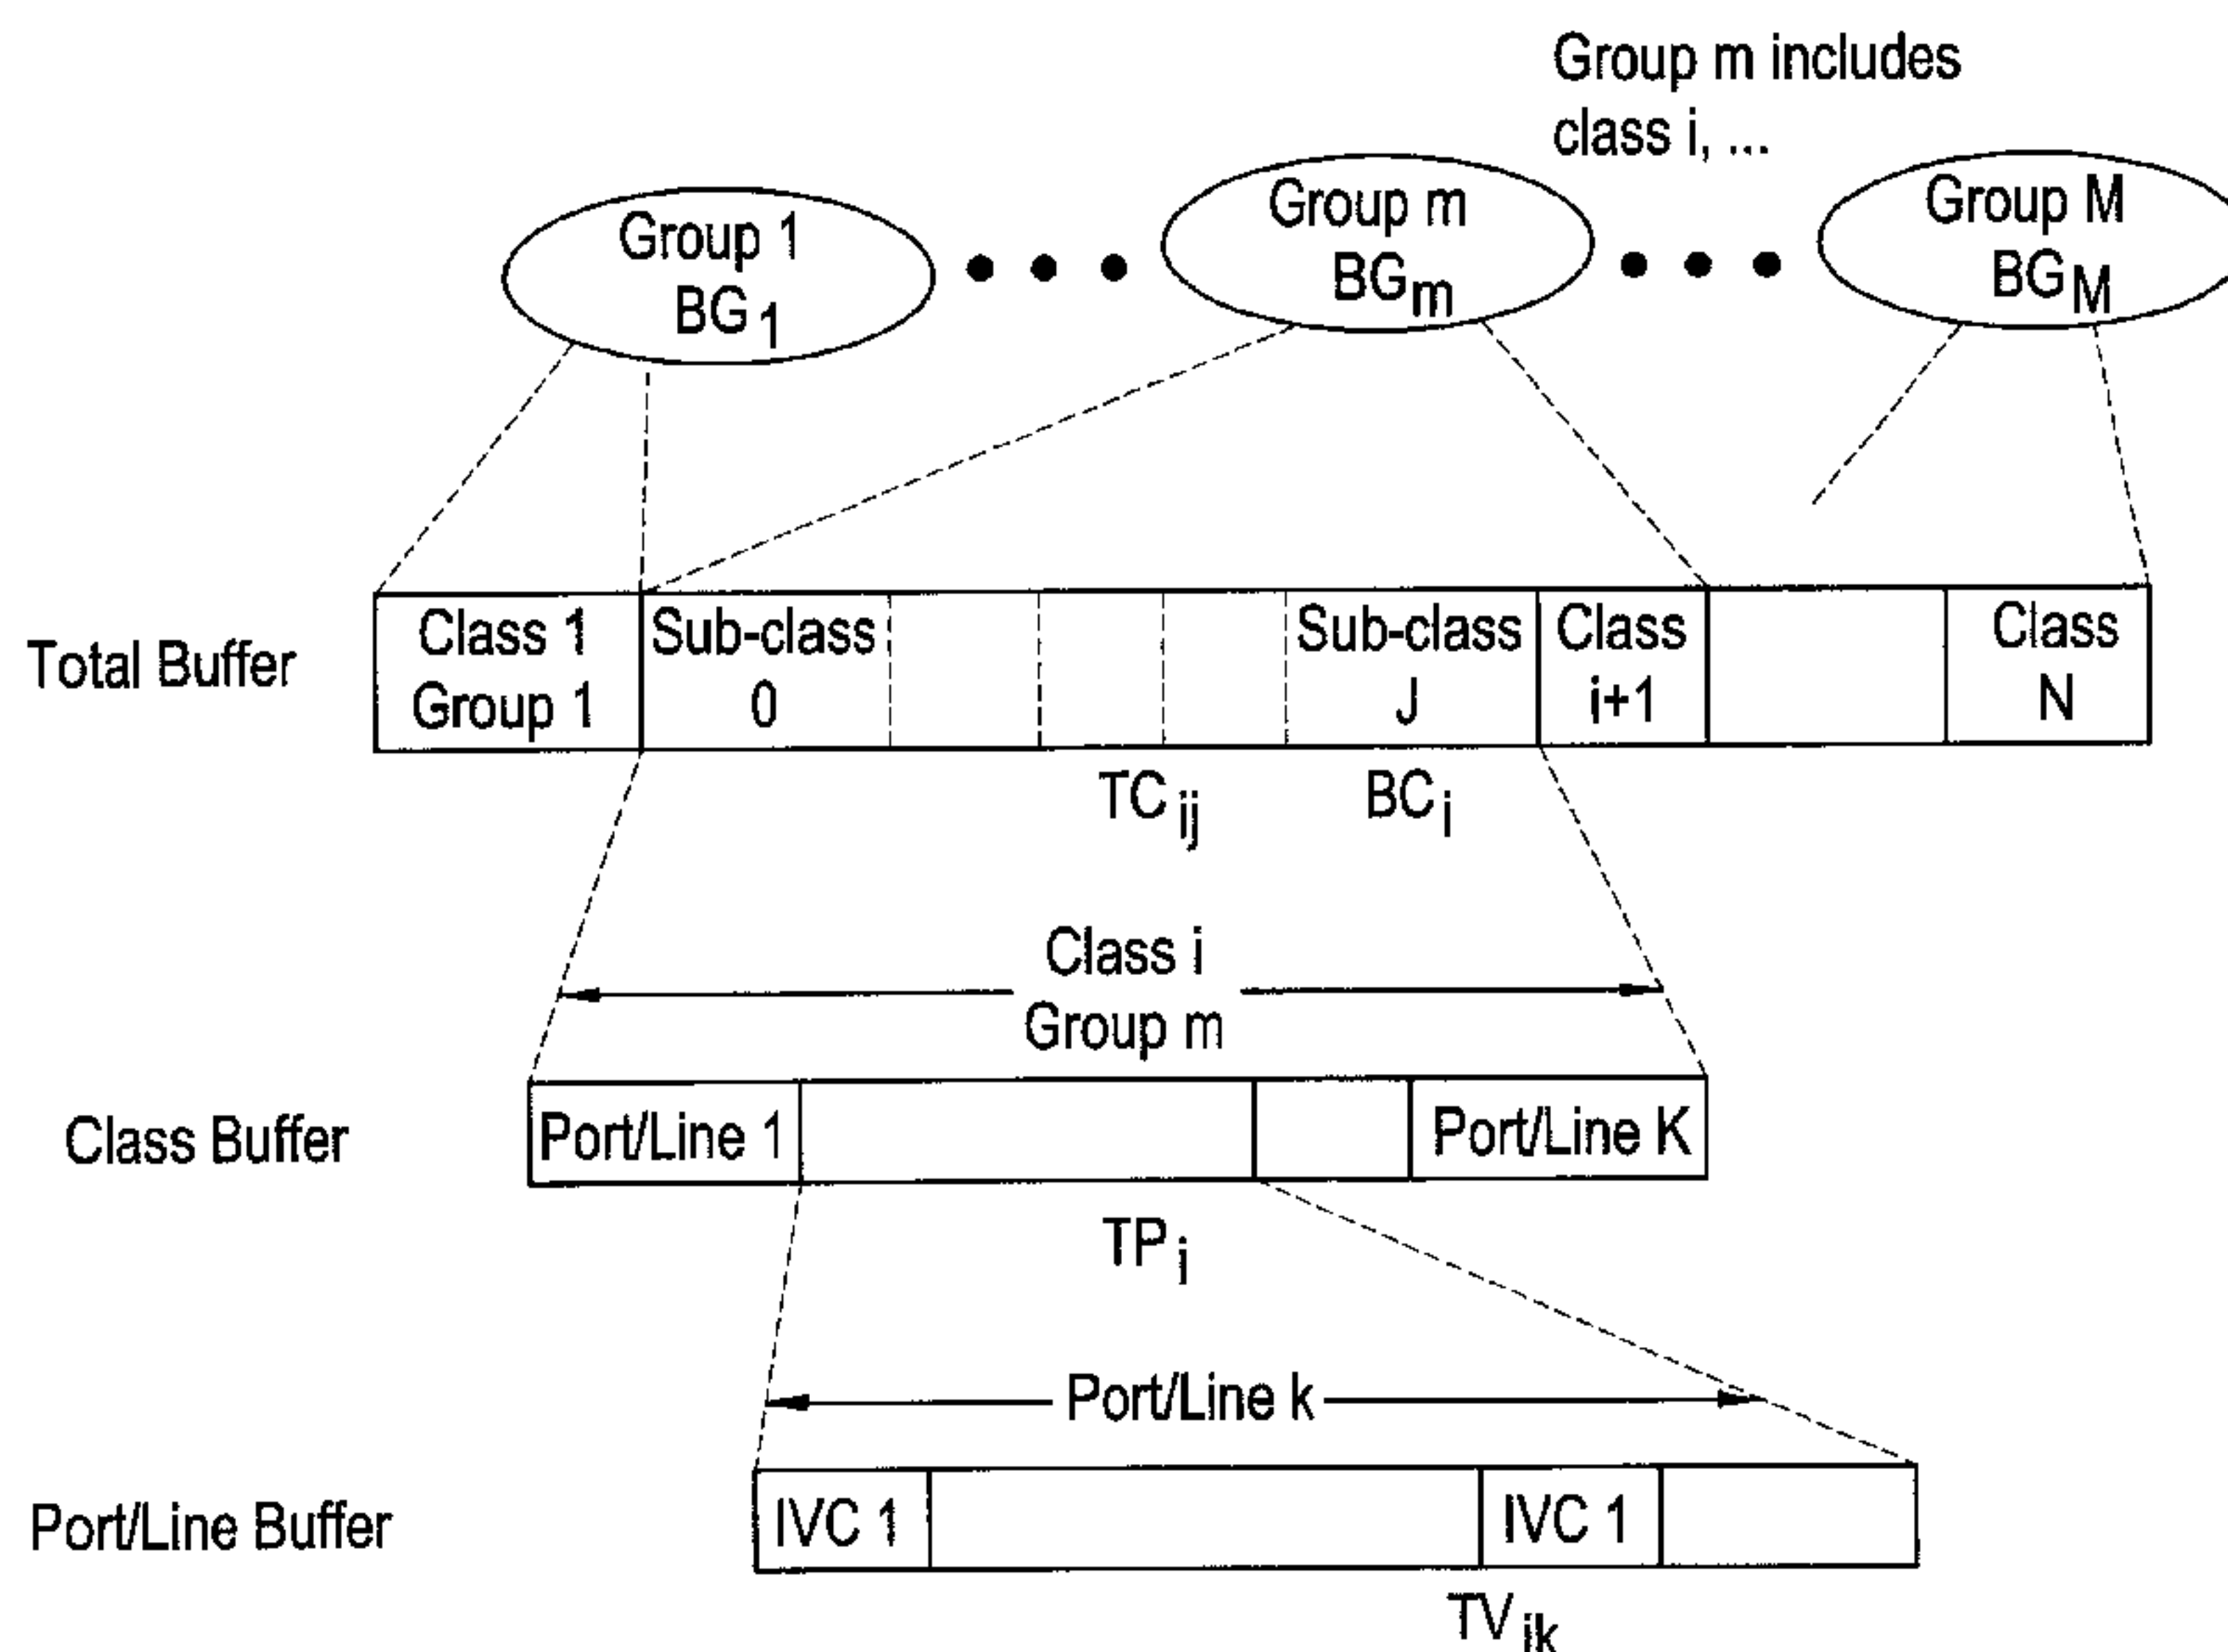 Group m includes
class i, ...
Group 1
BG1
Group m
BGm
Group M
BGM
Total Buffer
Class 1
Group 1
Sub-class
0
Sub-class
J
Class
i+1
Class
N
TCij
BCi
Class i
Group m
Class Buffer
Port/Line 1
Port/Line K
TPi
Port/Line k
Port/Line Buffer
IVC 1
IVC 1
TVik